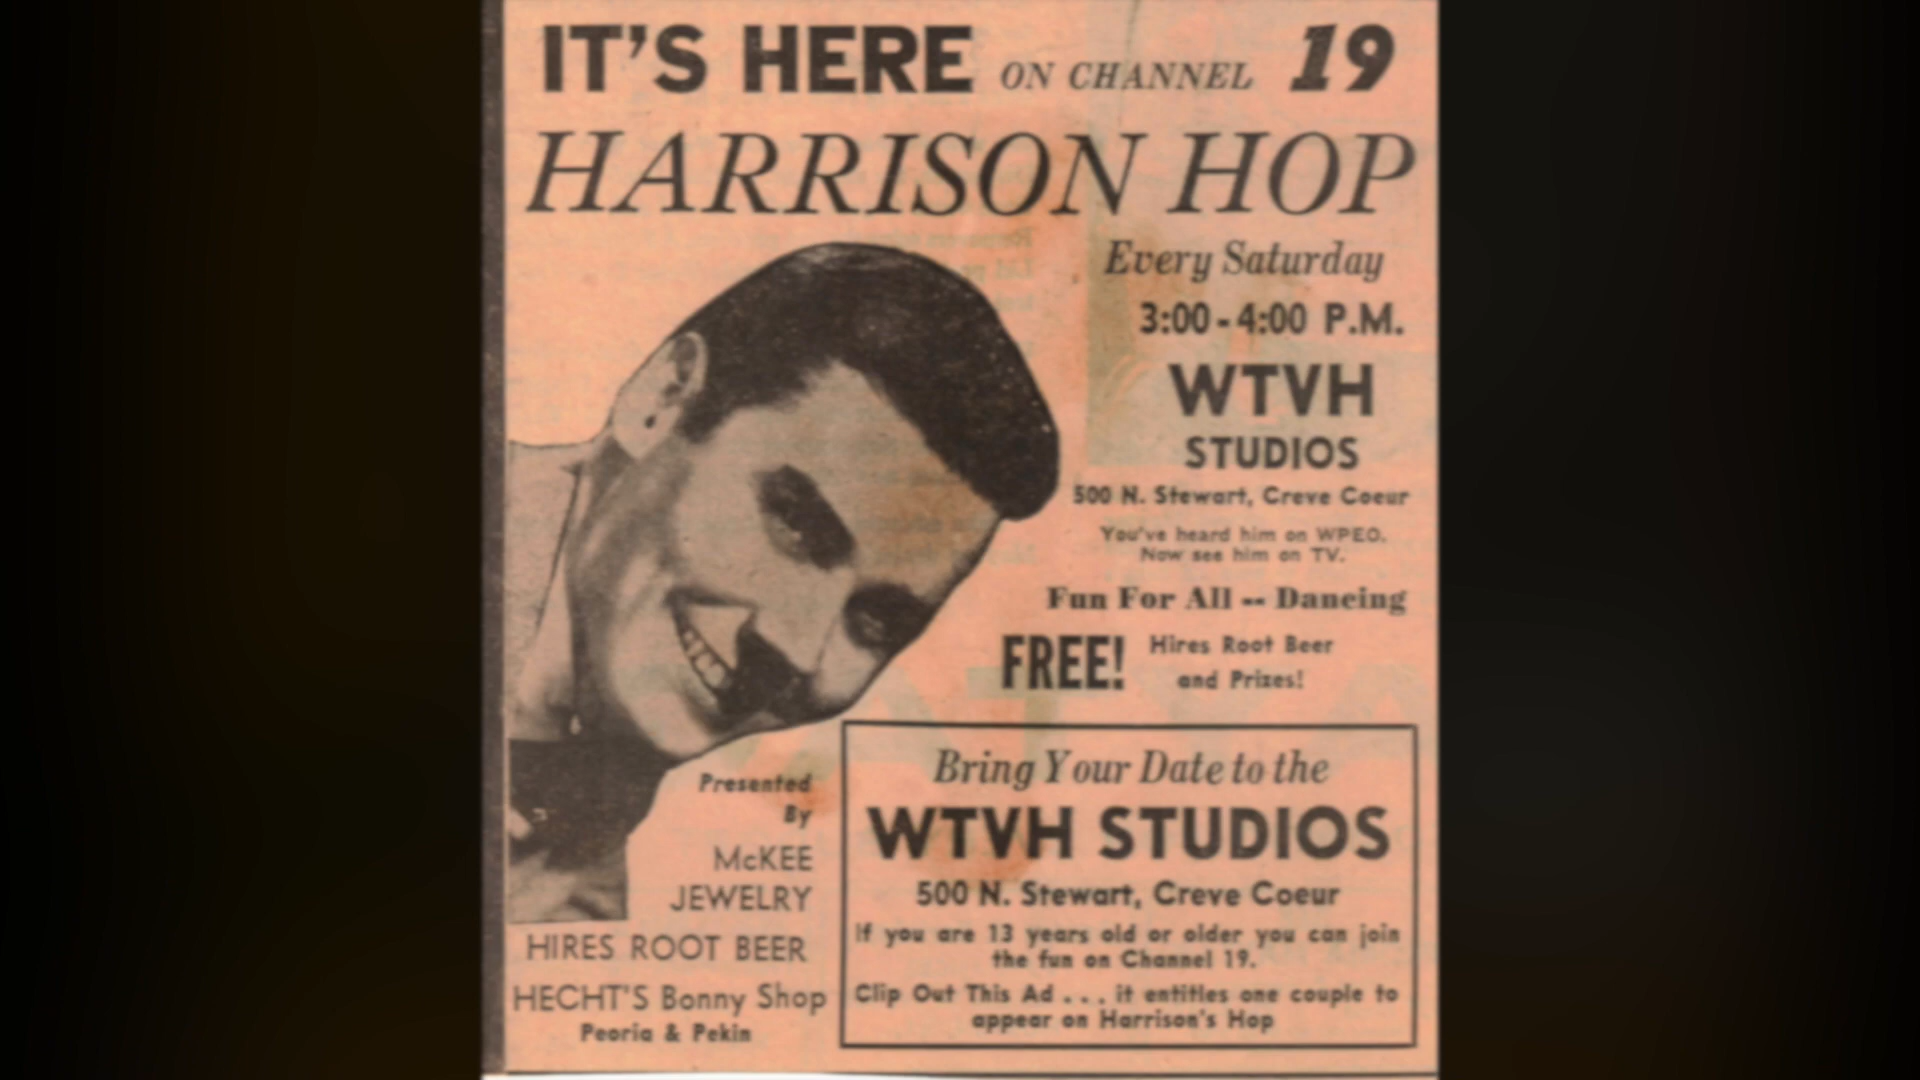 IT'S HERE ON CHANNEL 19
HARRISON HOP
Every Saturday
3:00-4:00 P.M.
WTVH
STUDIOS
500 N. Stewart, Creve Coeur
You've heard him on WPEO.
Now see him on TV.
Fun For All -- Dancing
FREE! Hires Root Beer
and Prizes!
Presented
By
McKEE
JEWELRY
HIRES ROOT BEER
HECHT'S Bonny Shop
Peoria & Pekin
Bring Your Date to the
WTVH STUDIOS
500 N. Stewart, Creve Coeur
If you are 13 years old or older you can join
the fun on Channel 19.
Clip Out This Ad . . . it entitles one couple to
appear on Harrison's Hop